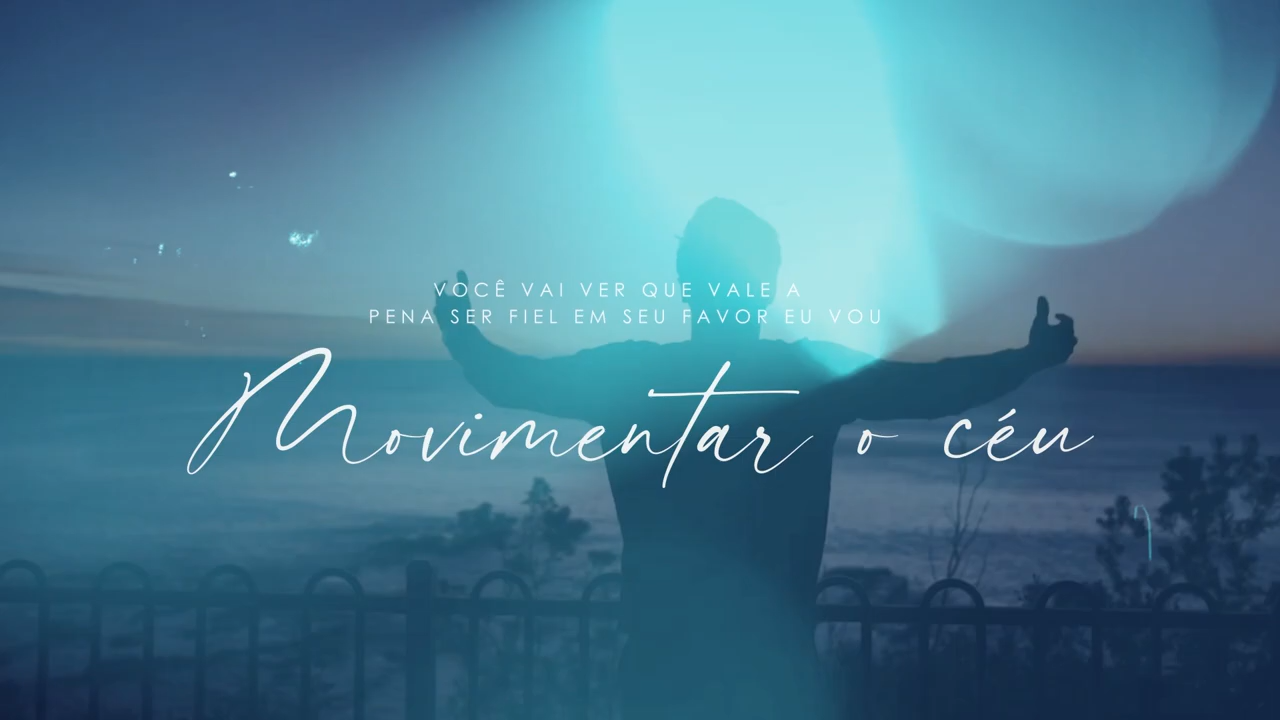 VOCÊ VAI VER QUE VALE A
PENA SER FIEL EM SEU FAVOR EU VOU
Movimentar o céu